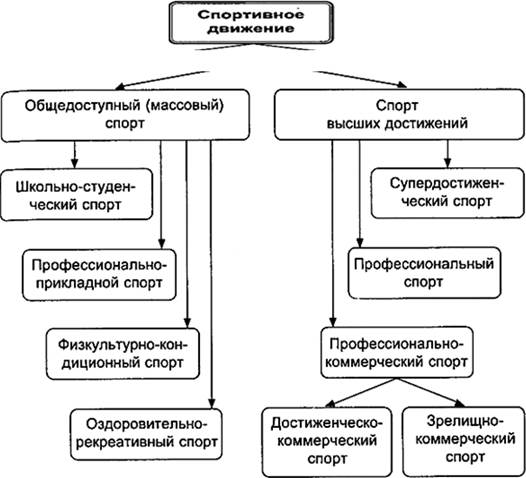 Спортивное
движение
Общедоступный (массовый)
спорт
Спорт
высших достижений
Школьно-студен-
ческий спорт
Супердостижен-
ческий спорт
Профессионально-
прикладной спорт
Профессиональный
спорт
Физкультурно-кон-
диционный спорт
Профессионально-
коммерческий спорт
Оздоровительно-
рекреативный спорт
Достиженческо-
коммерческий
спорт
Зрелищно-
коммерческий
спорт